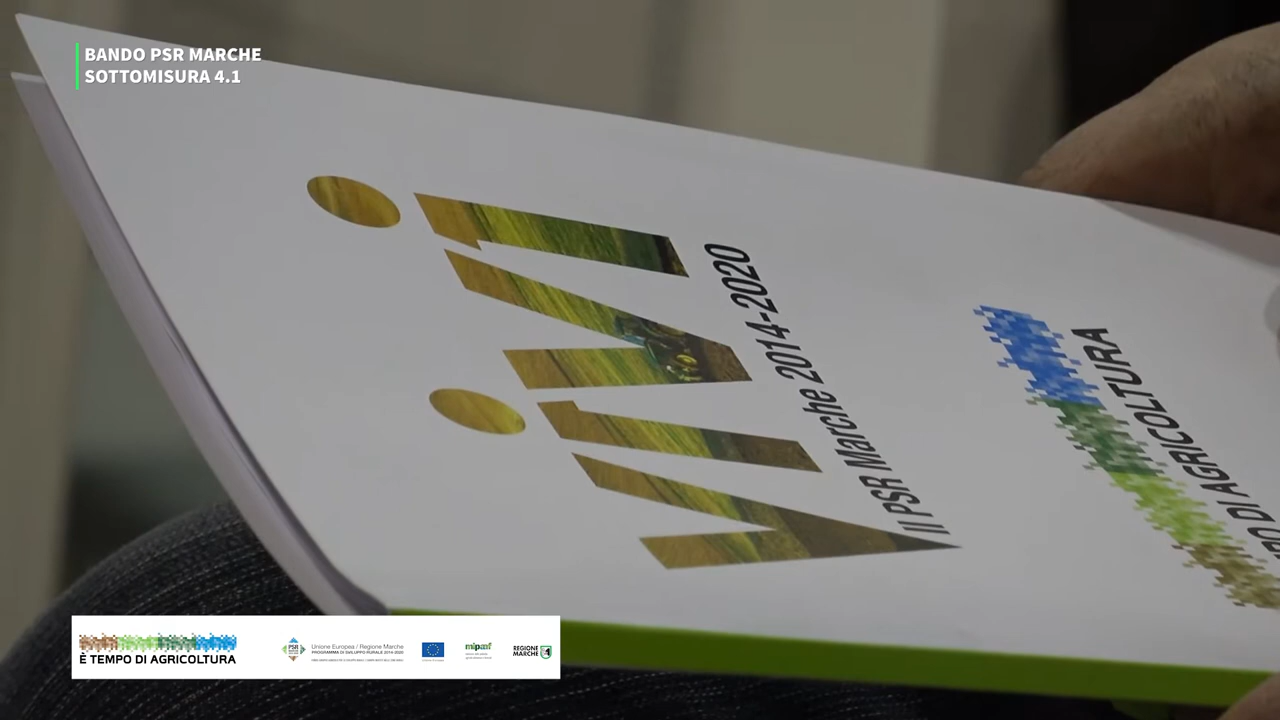 BANDO PSR MARCHE
SOTTOMISURA 4.1
ViVi
il PSR Marche 2014-2020
DI AGRICOLTURA
È TEMPO DI AGRICOLTURA
PSR
Unione Europea / Regione Marche
PROGRAMMA DI SVILUPPO RURALE 2014-2020
mipaaf
REGIONE
MARCHE